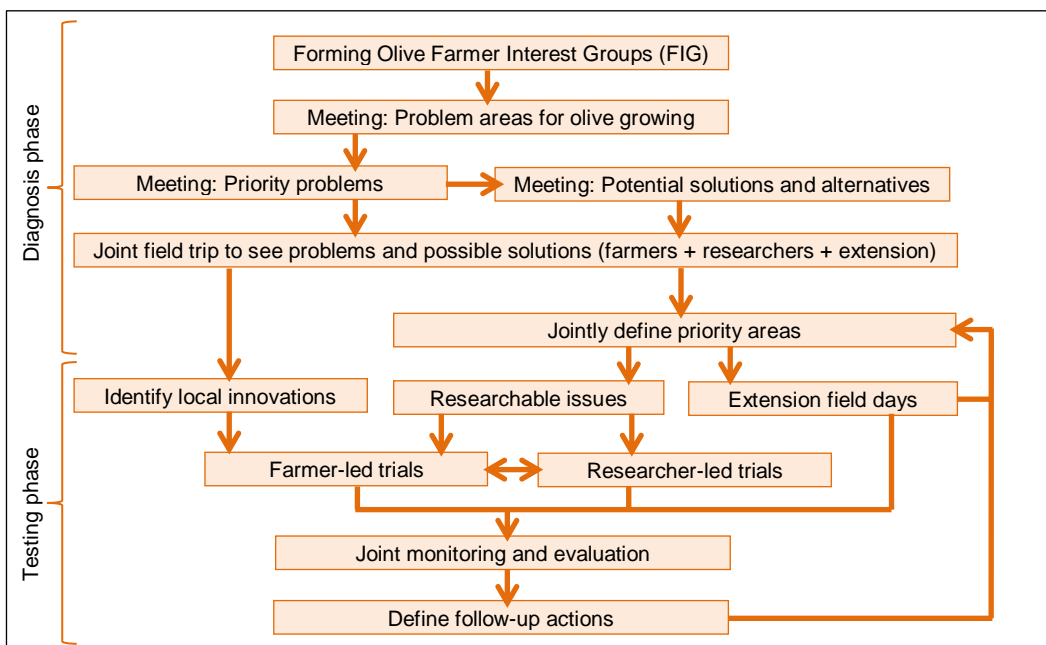 Forming Olive Farmer Interest Groups (FIG)
Meeting: Problem areas for olive growing
Diagnosis phase
Meeting: Priority problems
Meeting: Potential solutions and alternatives
Joint field trip to see problems and possible solutions (farmers + researchers + extension)
Jointly define priority areas
Identify local innovations
Researchable issues
Extension field days
Testing phase
Farmer-led trials
Researcher-led trials
Joint monitoring and evaluation
Define follow-up actions